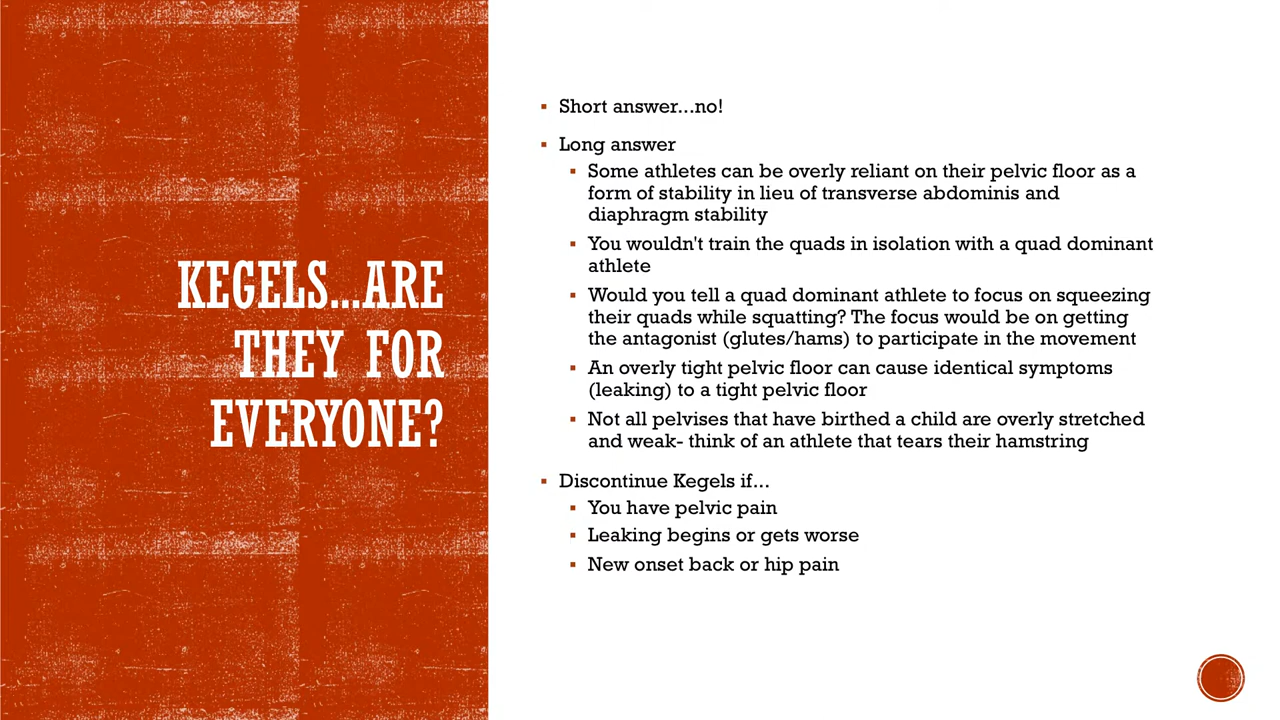 KEGELS...ARE
THEY FOR
EVERYONE?
Short answer...no!
Long answer
Some athletes can be overly reliant on their pelvic floor as a
form of stability in lieu of transverse abdominis and
diaphragm stability
You wouldn't train the quads in isolation with a quad dominant
athlete
Would you tell a quad dominant athlete to focus on squeezing
their quads while squatting? The focus would be on getting
the antagonist (glutes/hams) to participate in the movement
An overly tight pelvic floor can cause identical symptoms
(leaking) to a tight pelvic floor
Not all pelvises that have birthed a child are overly stretched
and weak- think of an athlete that tears their hamstring
Discontinue Kegels if...
You have pelvic pain
Leaking begins or gets worse
New onset back or hip pain